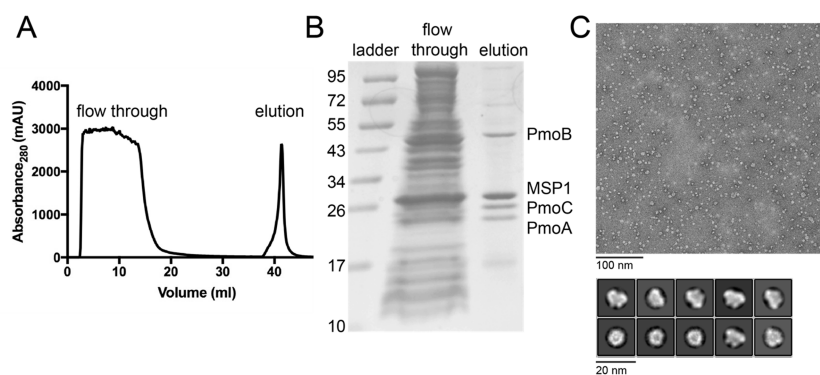 A
Absorbance280 (mAU)
4000
3000
2000
1000
0
flow through
elution
0
10
20
30
40
Volume (ml)
B
ladder
flow
through
elution
95
72
55
43
34
26
17
10
PmoB
MSP1
PmoC
PmoA
C
100 nm
20 nm